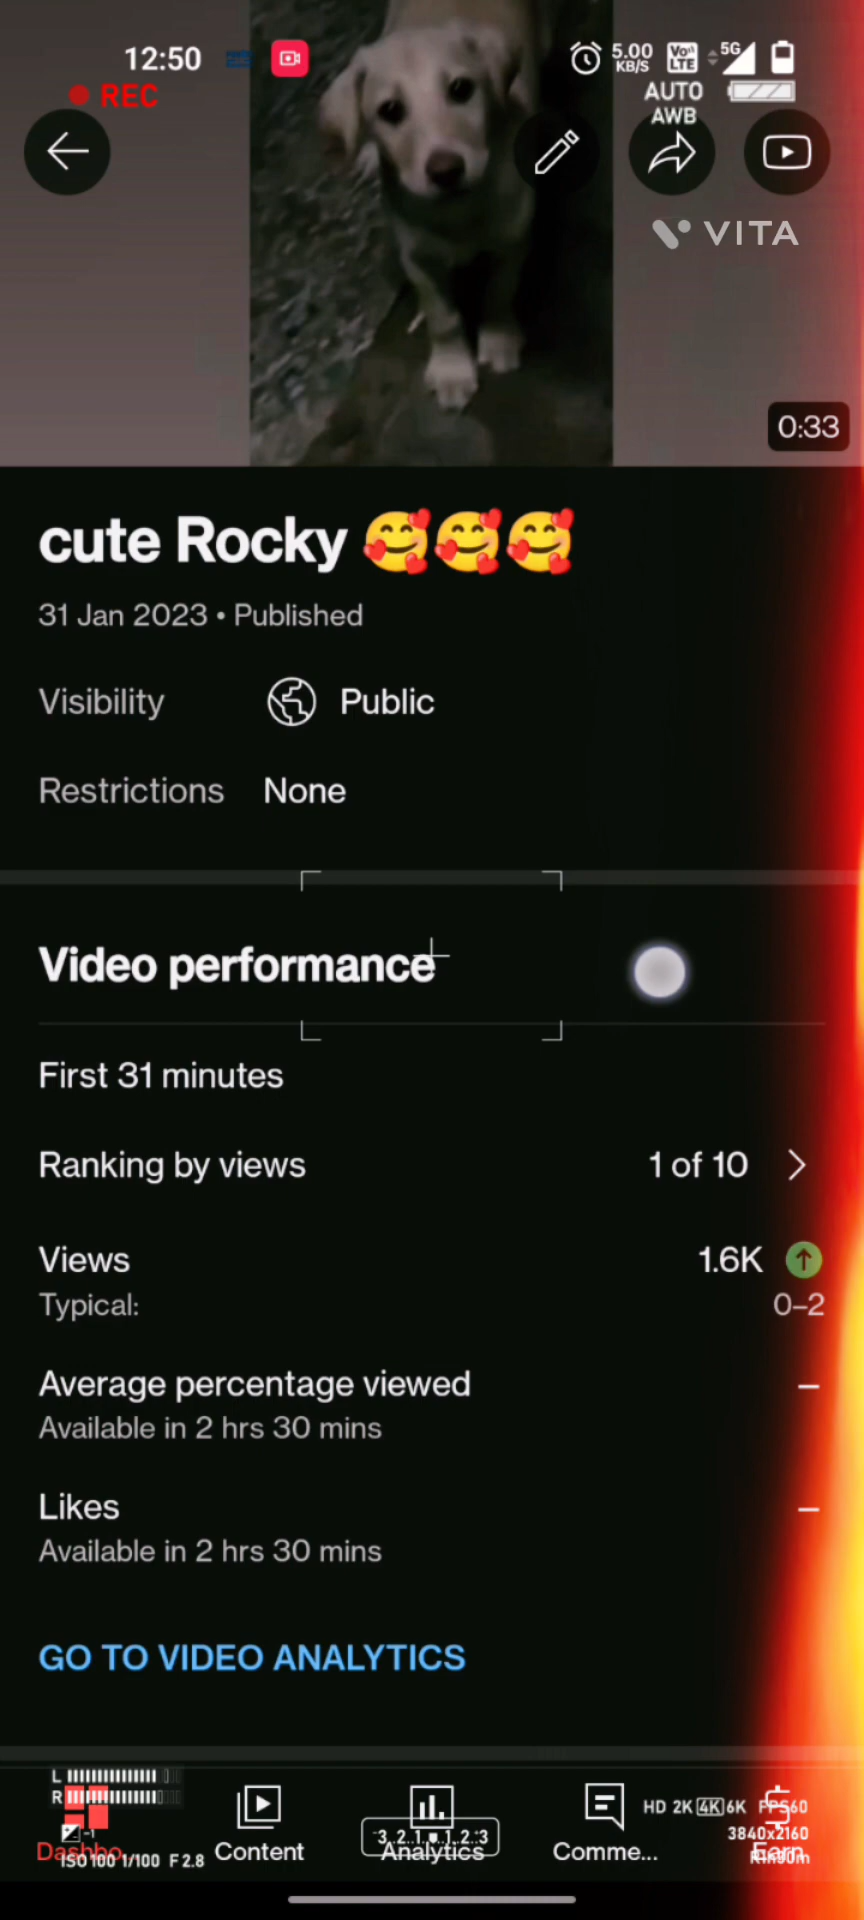 12:50
5.00 KB/S
Vo)) LTE
5G
REC
AUTO
AWB
VITA
0:33
cute Rocky 🥰🥰🥰
31 Jan 2023 • Published
Visibility Public
Restrictions None
Video performance
First 31 minutes
Ranking by views 1 of 10
Views 1.6K
Typical: 0–2
Average percentage viewed –
Available in 2 hrs 30 mins
Likes –
Available in 2 hrs 30 mins
GO TO VIDEO ANALYTICS
L
R
HD 2K 4K 6K FPS60
3840x2160
-1
-3..2..1..0..1..2..3
Content
Analytics
Comme...
Earn
ISO 100 1/100 F2.8